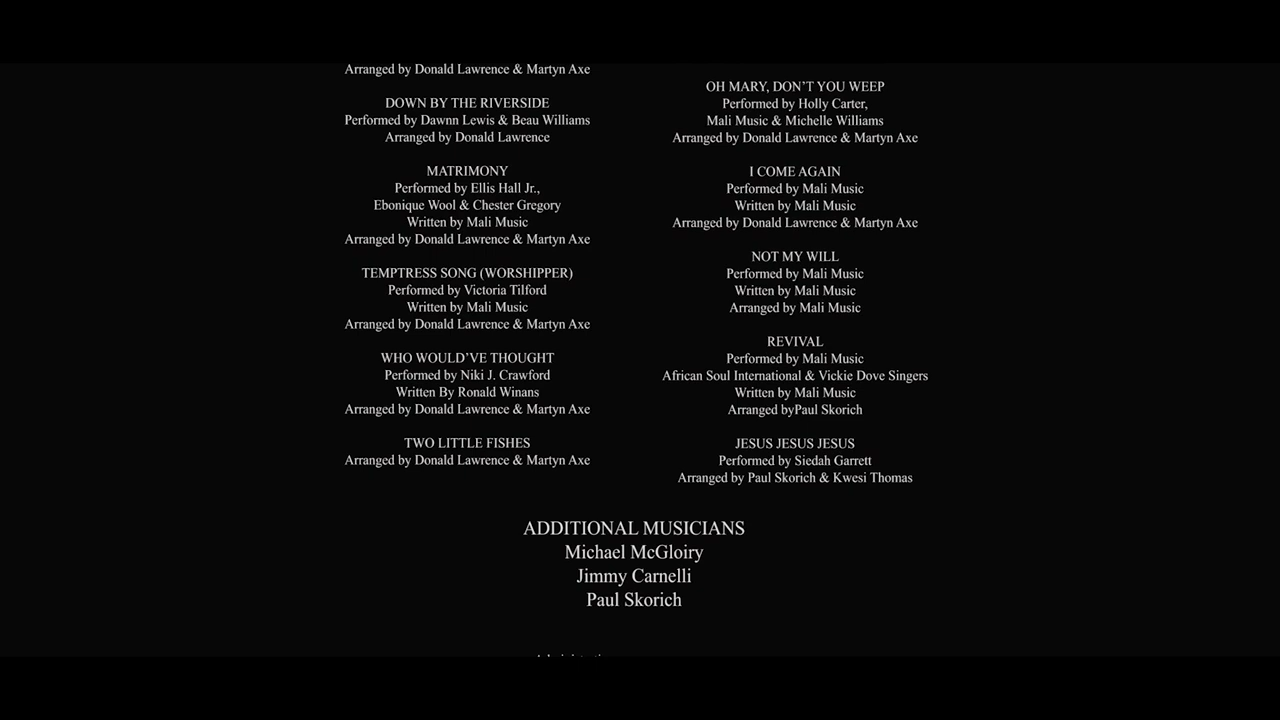 Arranged by Donald Lawrence & Martyn Axe
DOWN BY THE RIVERSIDE
Performed by Dawnn Lewis & Beau Williams
Arranged by Donald Lawrence
MATRIMONY
Performed by Ellis Hall Jr.,
Ebonique Wool & Chester Gregory
Written by Mali Music
Arranged by Donald Lawrence & Martyn Axe
TEMPTRESS SONG (WORSHIPPER)
Performed by Victoria Tilford
Written by Mali Music
Arranged by Donald Lawrence & Martyn Axe
WHO WOULD'VE THOUGHT
Performed by Niki J. Crawford
Written By Ronald Winans
Arranged by Donald Lawrence & Martyn Axe
TWO LITTLE FISHES
Arranged by Donald Lawrence & Martyn Axe
OH MARY, DON'T YOU WEEP
Performed by Holly Carter,
Mali Music & Michelle Williams
Arranged by Donald Lawrence & Martyn Axe
I COME AGAIN
Performed by Mali Music
Written by Mali Music
Arranged by Donald Lawrence & Martyn Axe
NOT MY WILL
Performed by Mali Music
Written by Mali Music
Arranged by Mali Music
REVIVAL
Performed by Mali Music
African Soul International & Vickie Dove Singers
Written by Mali Music
Arranged byPaul Skorich
JESUS JESUS JESUS
Performed by Siedah Garrett
Arranged by Paul Skorich & Kwesi Thomas
ADDITIONAL MUSICIANS
Michael McGloiry
Jimmy Carnelli
Paul Skorich